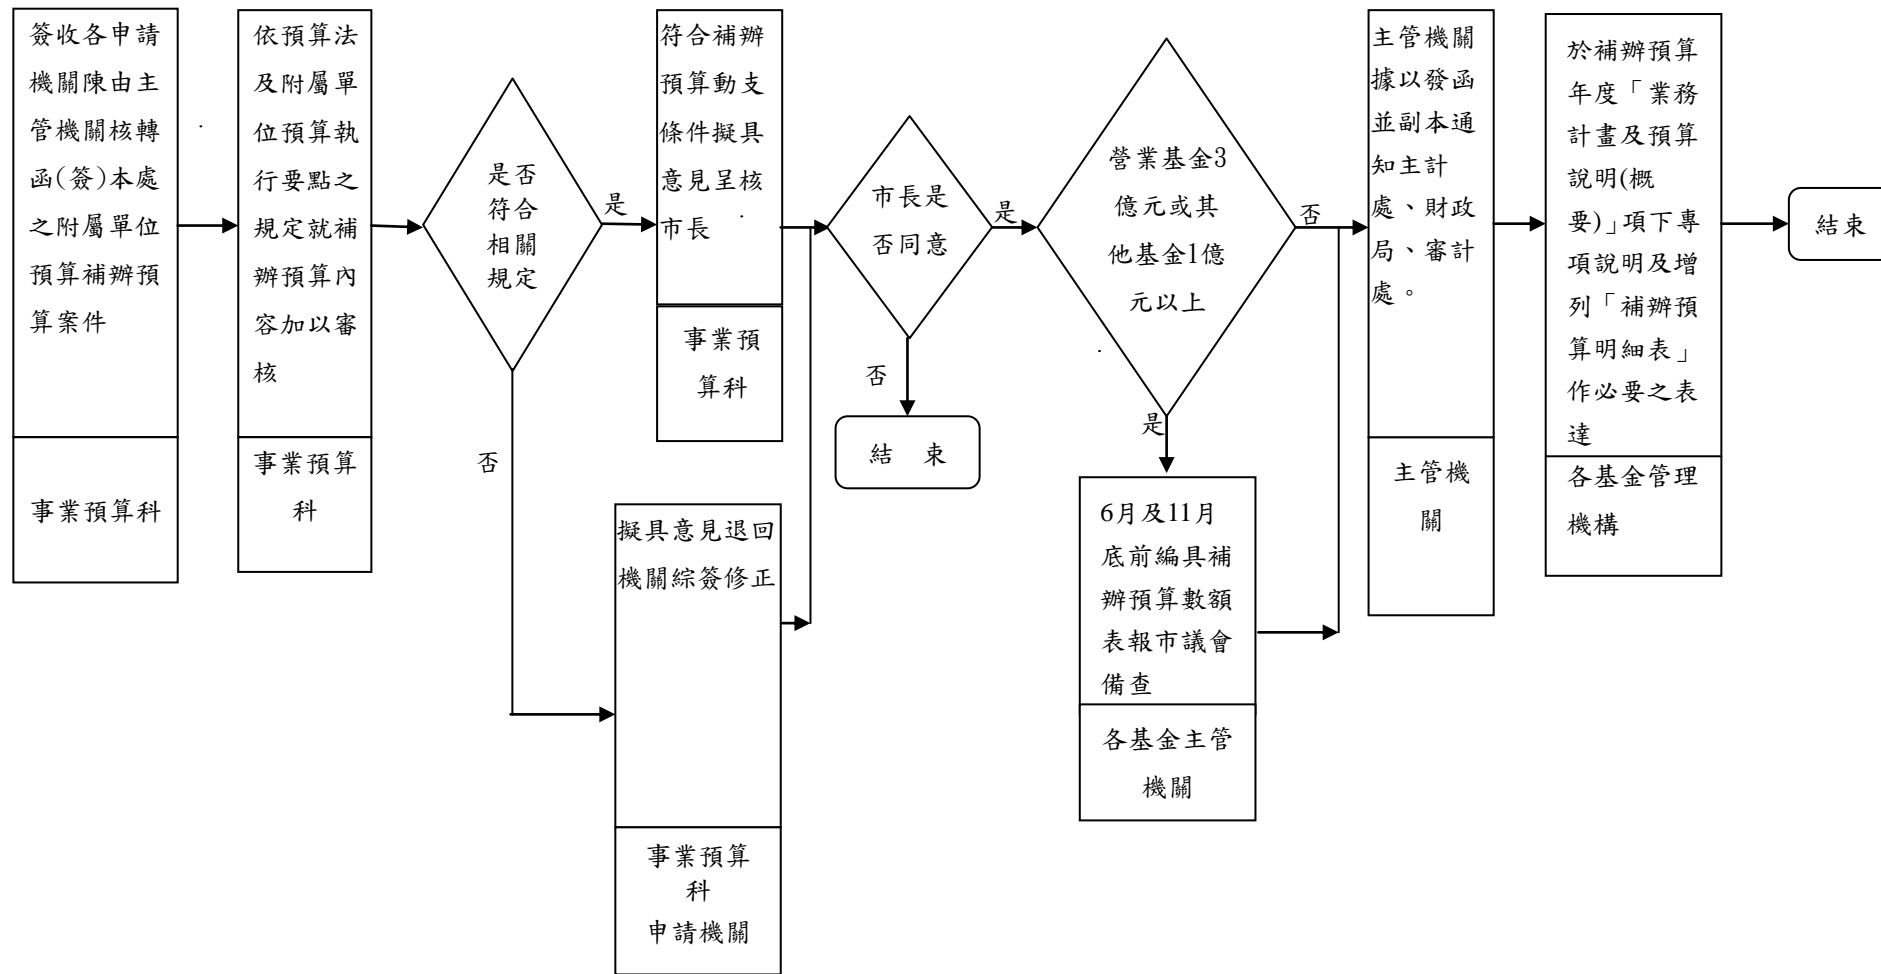 簽收各申請
機關陳由主
管機關核轉
函(簽)本處
之附屬單位
預算補辦預
算案件
事業預算科
依預算法
及附屬單
位預算執
行要點之
規定就補
辦預算內
容加以審
核
事業預算
科
是否
符合
相關
規定
是
否
符合補辦
預算動支
條件擬具
意見呈核
市長
事業預
算科
擬具意見退回
機關綜簽修正
事業預算
科
申請機關
市長是
否同意
是
否
結 束
營業基金3
億元或其
他基金1億
元以上
否
是
6月及11月
底前編具補
辦預算數額
表報市議會
備查
各基金主管
機關
主管機關
據以發函
並副本通
知主計
處、財政
局、審計
處。
主管機
關
於補辦預算
年度「業務
計畫及預算
說明(概
要)」項下專
項說明及增
列「補辦預
算明細表」
作必要之表
達
各基金管理
機構
結束